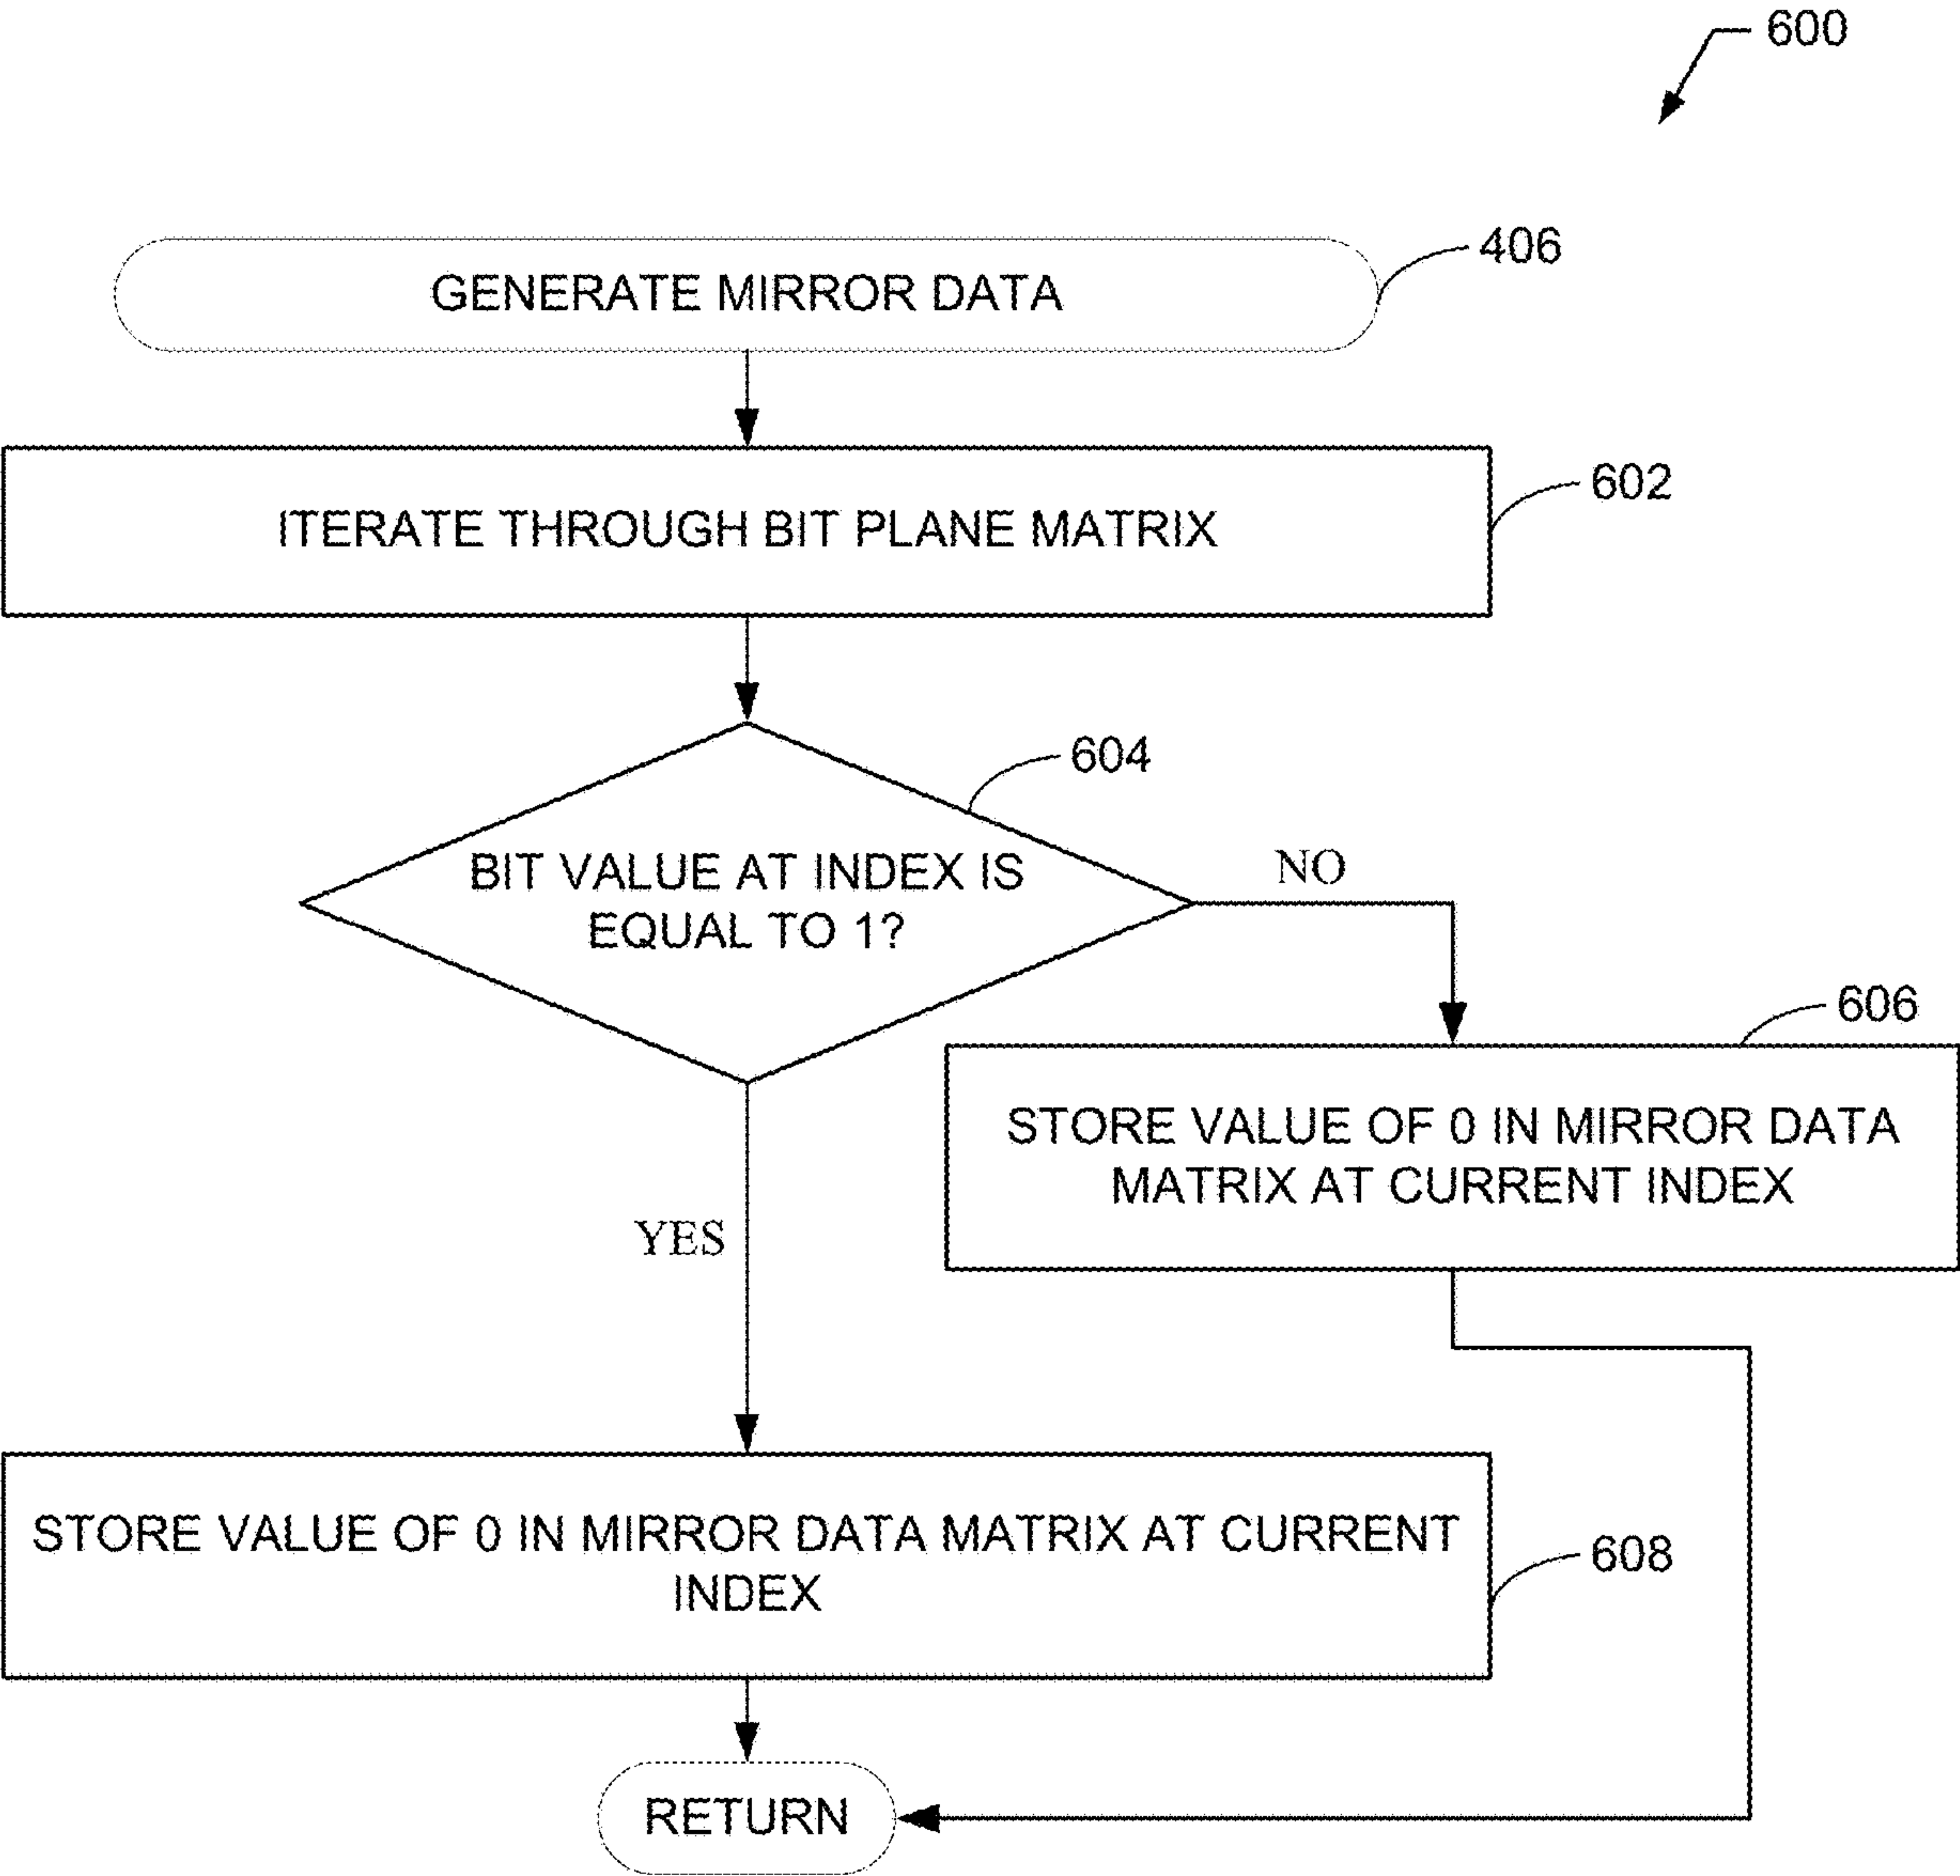 600
GENERATE MIRROR DATA
406
ITERATE THROUGH BIT PLANE MATRIX
602
604
BIT VALUE AT INDEX IS
EQUAL TO 1?
NO
606
STORE VALUE OF 0 IN MIRROR DATA
MATRIX AT CURRENT INDEX
YES
STORE VALUE OF 0 IN MIRROR DATA MATRIX AT CURRENT
INDEX
608
RETURN